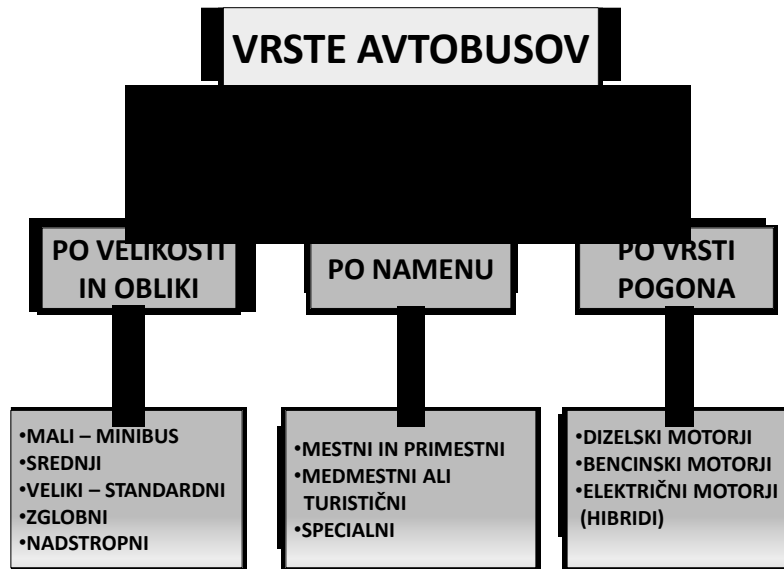 VRSTE AVTOBUSOV
PO VELIKOSTI
IN OBLIKI
PO NAMENU
PO VRSTI
POGONA
•MALI – MINIBUS
•SREDNJI
•VELIKI – STANDARDNI
•ZGLOBNI
•NADSTROPNI
•MESTNI IN PRIMESTNI
•MEDMESTNI ALI
TURISTIČNI
•SPECIALNI
•DIZELSKI MOTORJI
•BENCINSKI MOTORJI
•ELEKTRIČNI MOTORJI
(HIBRIDI)